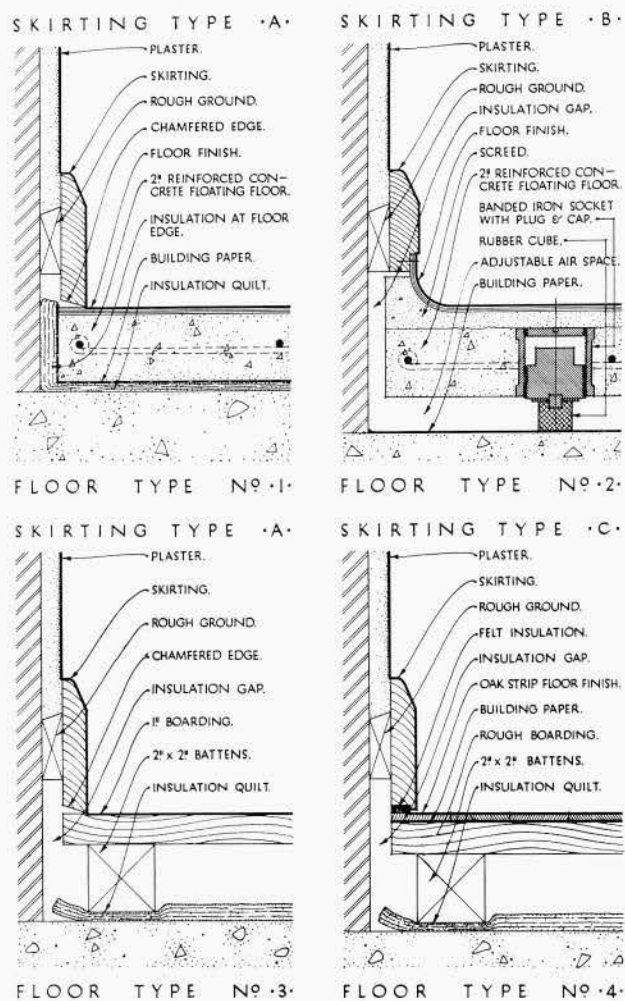 SKIRTING TYPE ·A·
PLASTER.
SKIRTING.
ROUGH GROUND.
CHAMFERED EDGE.
FLOOR FINISH.
2" REINFORCED CON-
CRETE FLOATING FLOOR.
INSULATION AT FLOOR
EDGE.
BUILDING PAPER.
INSULATION QUILT.
FLOOR TYPE Nº ·1·
SKIRTING TYPE ·B·
PLASTER.
SKIRTING.
ROUGH GROUND.
INSULATION GAP.
FLOOR FINISH.
SCREED.
2" REINFORCED CON-
CRETE FLOATING FLOOR.
BANDED IRON SOCKET
WITH PLUG & CAP.
RUBBER CUBE.
ADJUSTABLE AIR SPACE.
BUILDING PAPER.
FLOOR TYPE Nº ·2·
SKIRTING TYPE ·A·
PLASTER.
SKIRTING.
ROUGH GROUND.
CHAMFERED EDGE.
INSULATION GAP.
1" BOARDING.
2" x 2" BATTENS.
INSULATION QUILT.
FLOOR TYPE Nº ·3·
SKIRTING TYPE ·C·
PLASTER.
SKIRTING.
ROUGH GROUND.
FELT INSULATION.
INSULATION GAP.
OAK STRIP FLOOR FINISH.
BUILDING PAPER.
ROUGH BOARDING.
2" x 2" BATTENS.
INSULATION QUILT.
FLOOR TYPE Nº ·4·